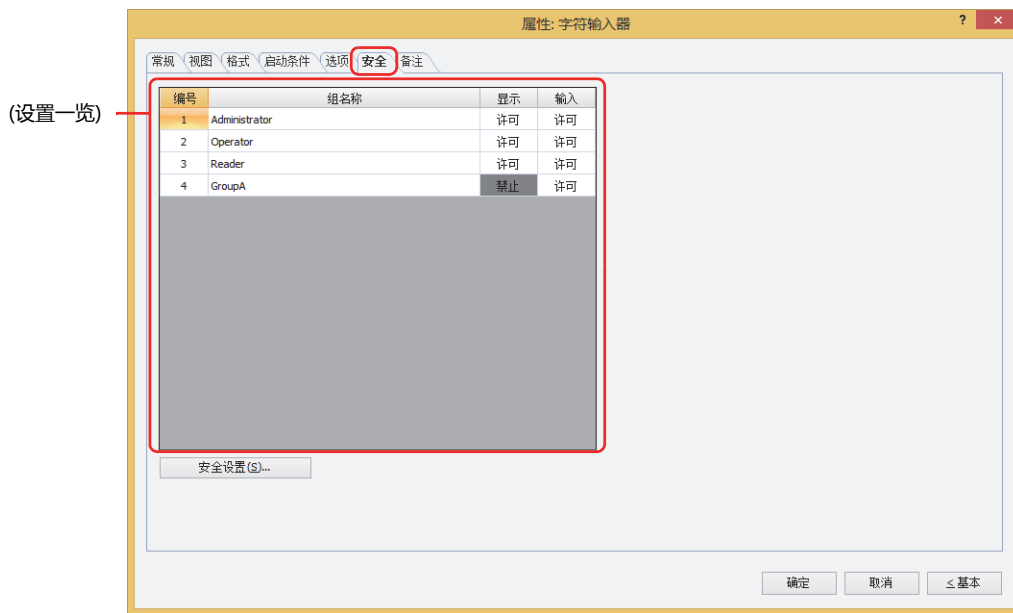 属性: 字符输入器 ? ×
常规 视图 格式 启动条件 选项 安全 备注
(设置一览)
编号 组名称 显示 输入
1 Administrator 许可 许可
2 Operator 许可 许可
3 Reader 许可 许可
4 GroupA 禁止 许可
安全设置(S)...
确定 取消 ≤基本